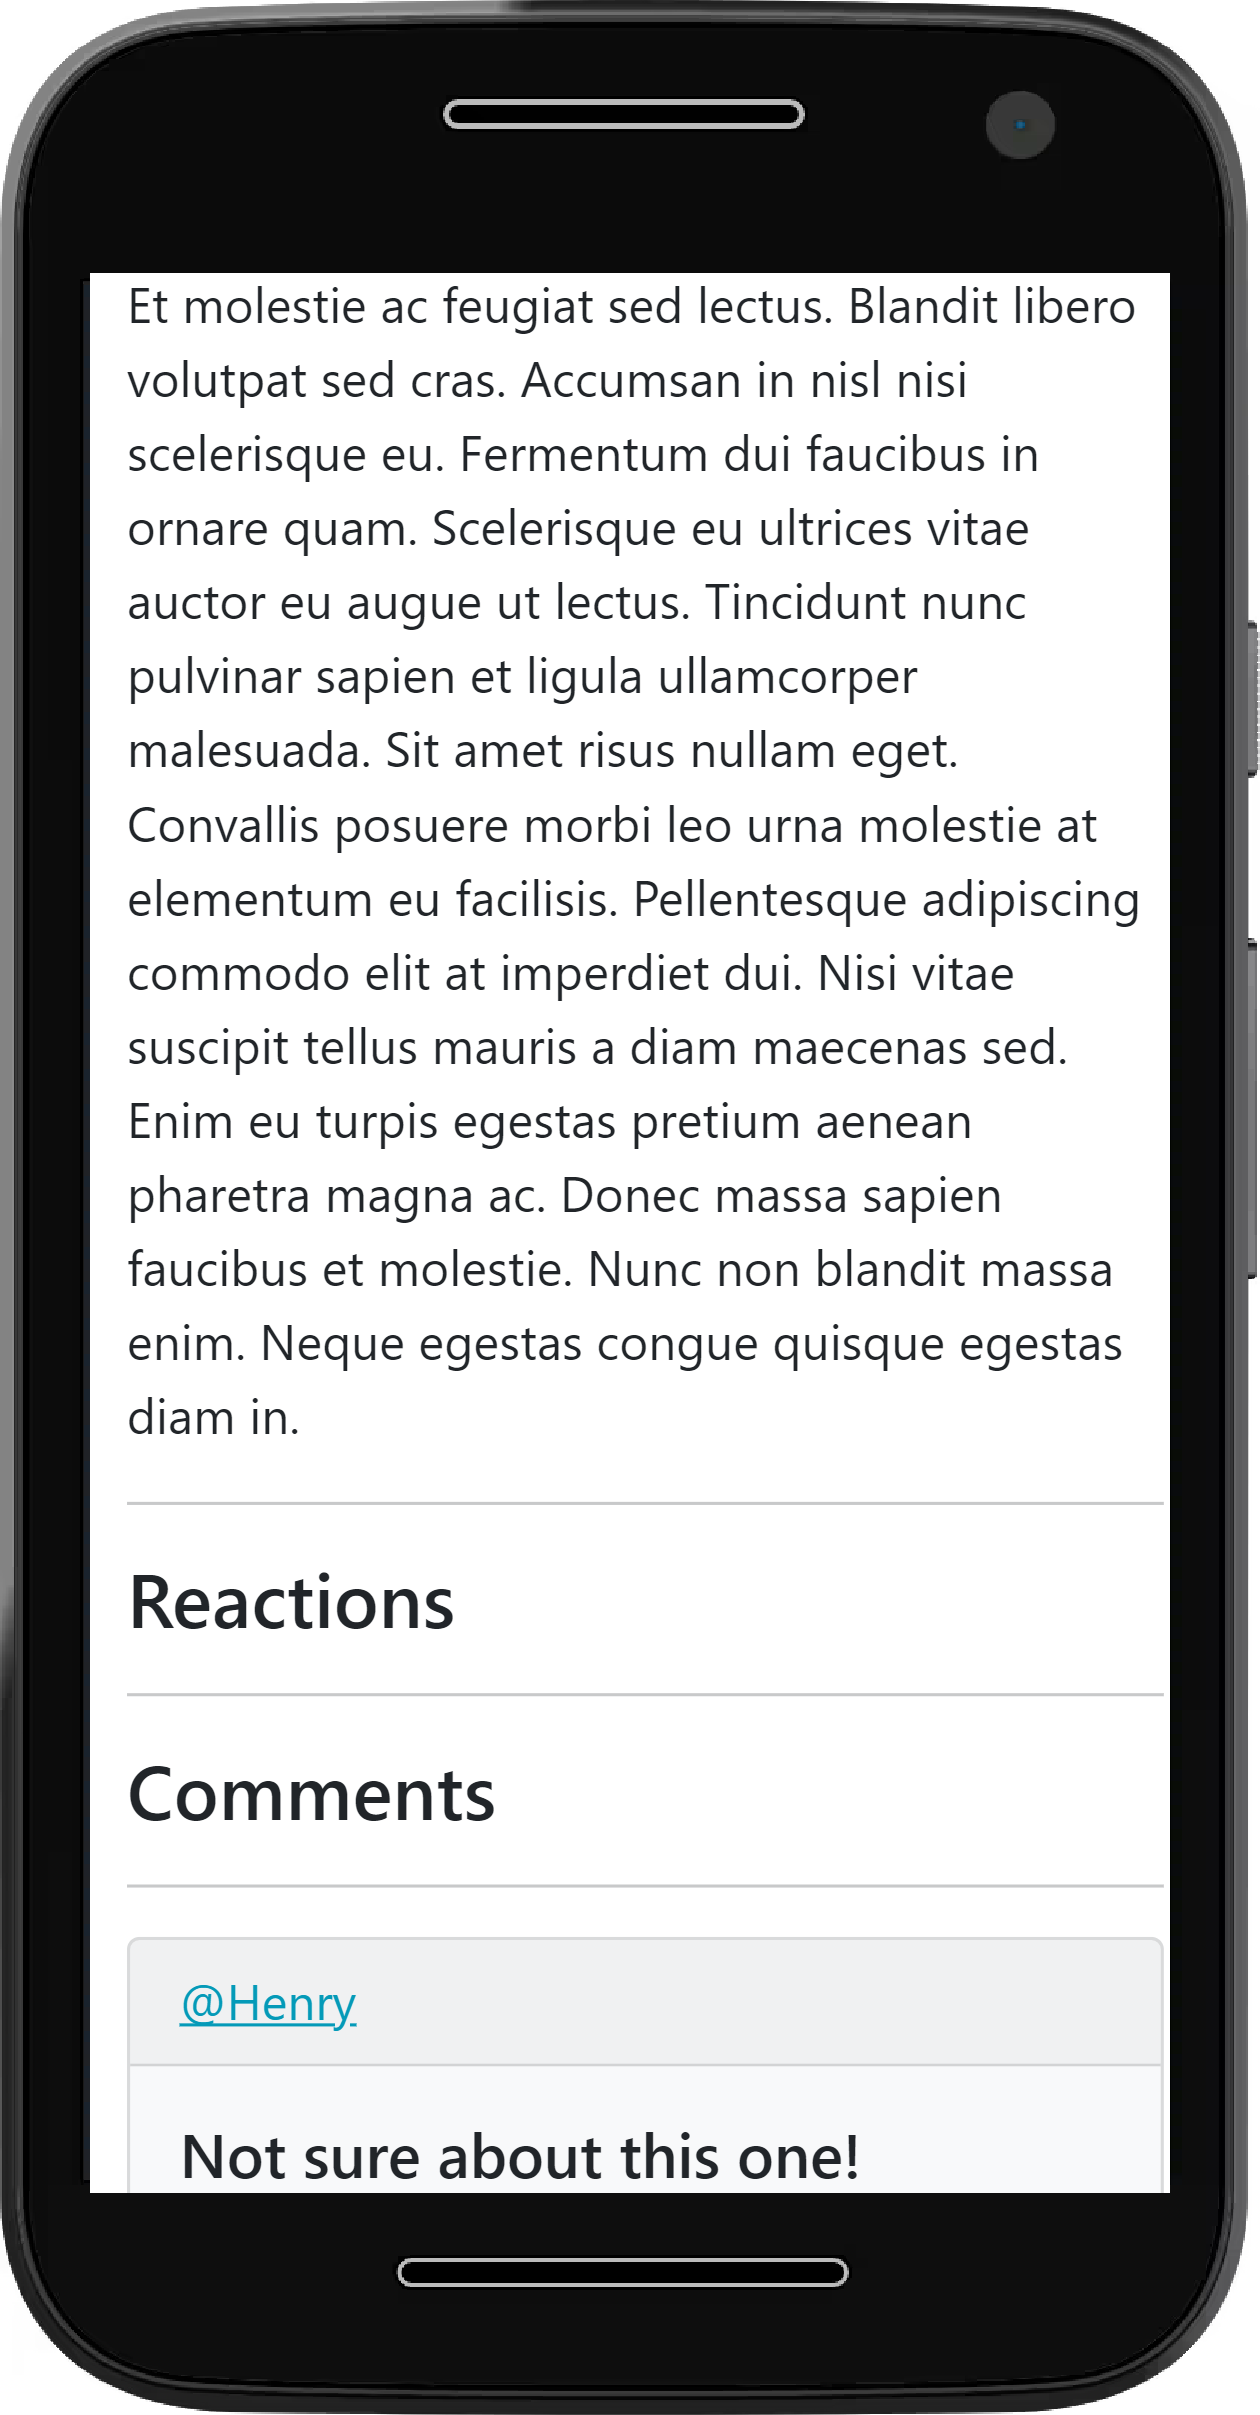 Et molestie ac feugiat sed lectus. Blandit libero
volutpat sed cras. Accumsan in nisl nisi
scelerisque eu. Fermentum dui faucibus in
ornare quam. Scelerisque eu ultrices vitae
auctor eu augue ut lectus. Tincidunt nunc
pulvinar sapien et ligula ullamcorper
malesuada. Sit amet risus nullam eget.
Convallis posuere morbi leo urna molestie at
elementum eu facilisis. Pellentesque adipiscing
commodo elit at imperdiet dui. Nisi vitae
suscipit tellus mauris a diam maecenas sed.
Enim eu turpis egestas pretium aenean
pharetra magna ac. Donec massa sapien
faucibus et molestie. Nunc non blandit massa
enim. Neque egestas congue quisque egestas
diam in.
Reactions
Comments
@Henry
Not sure about this one!